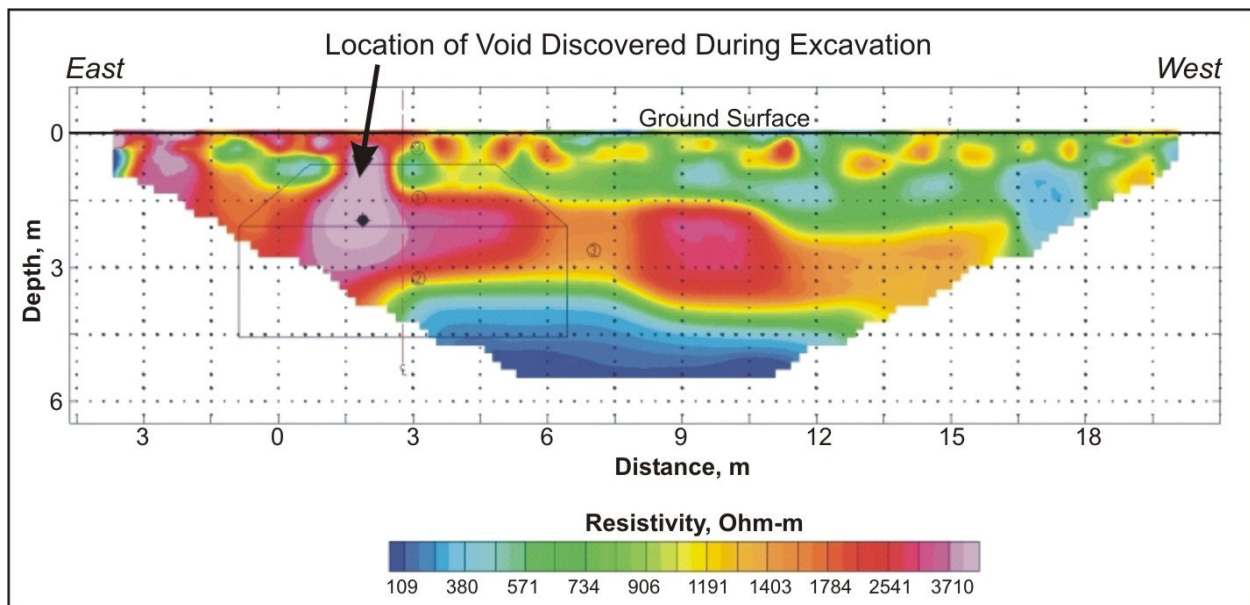 Location of Void Discovered During Excavation
East
West
Ground Surface
0
3
6
Depth, m
3
0
3
6
9
12
15
18
Distance, m
Resistivity, Ohm-m
109 380 571 734 906 1191 1403 1784 2541 3710